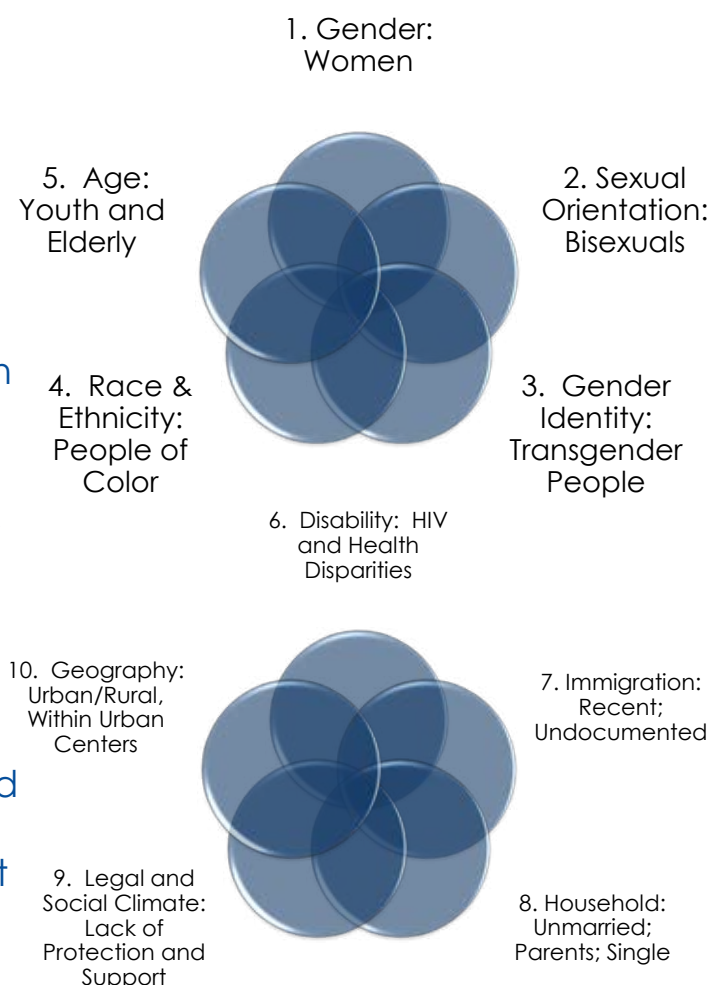 1. Gender:
Women
5. Age:
Youth and
Elderly
2. Sexual
Orientation:
Bisexuals
4. Race &
Ethnicity:
People of
Color
3. Gender
Identity:
Transgender
People
6. Disability: HIV
and Health
Disparities
10. Geography:
Urban/Rural,
Within Urban
Centers
7. Immigration:
Recent;
Undocumented
9. Legal and
Social Climate:
Lack of
Protection and
Support
8. Household:
Unmarried;
Parents; Single